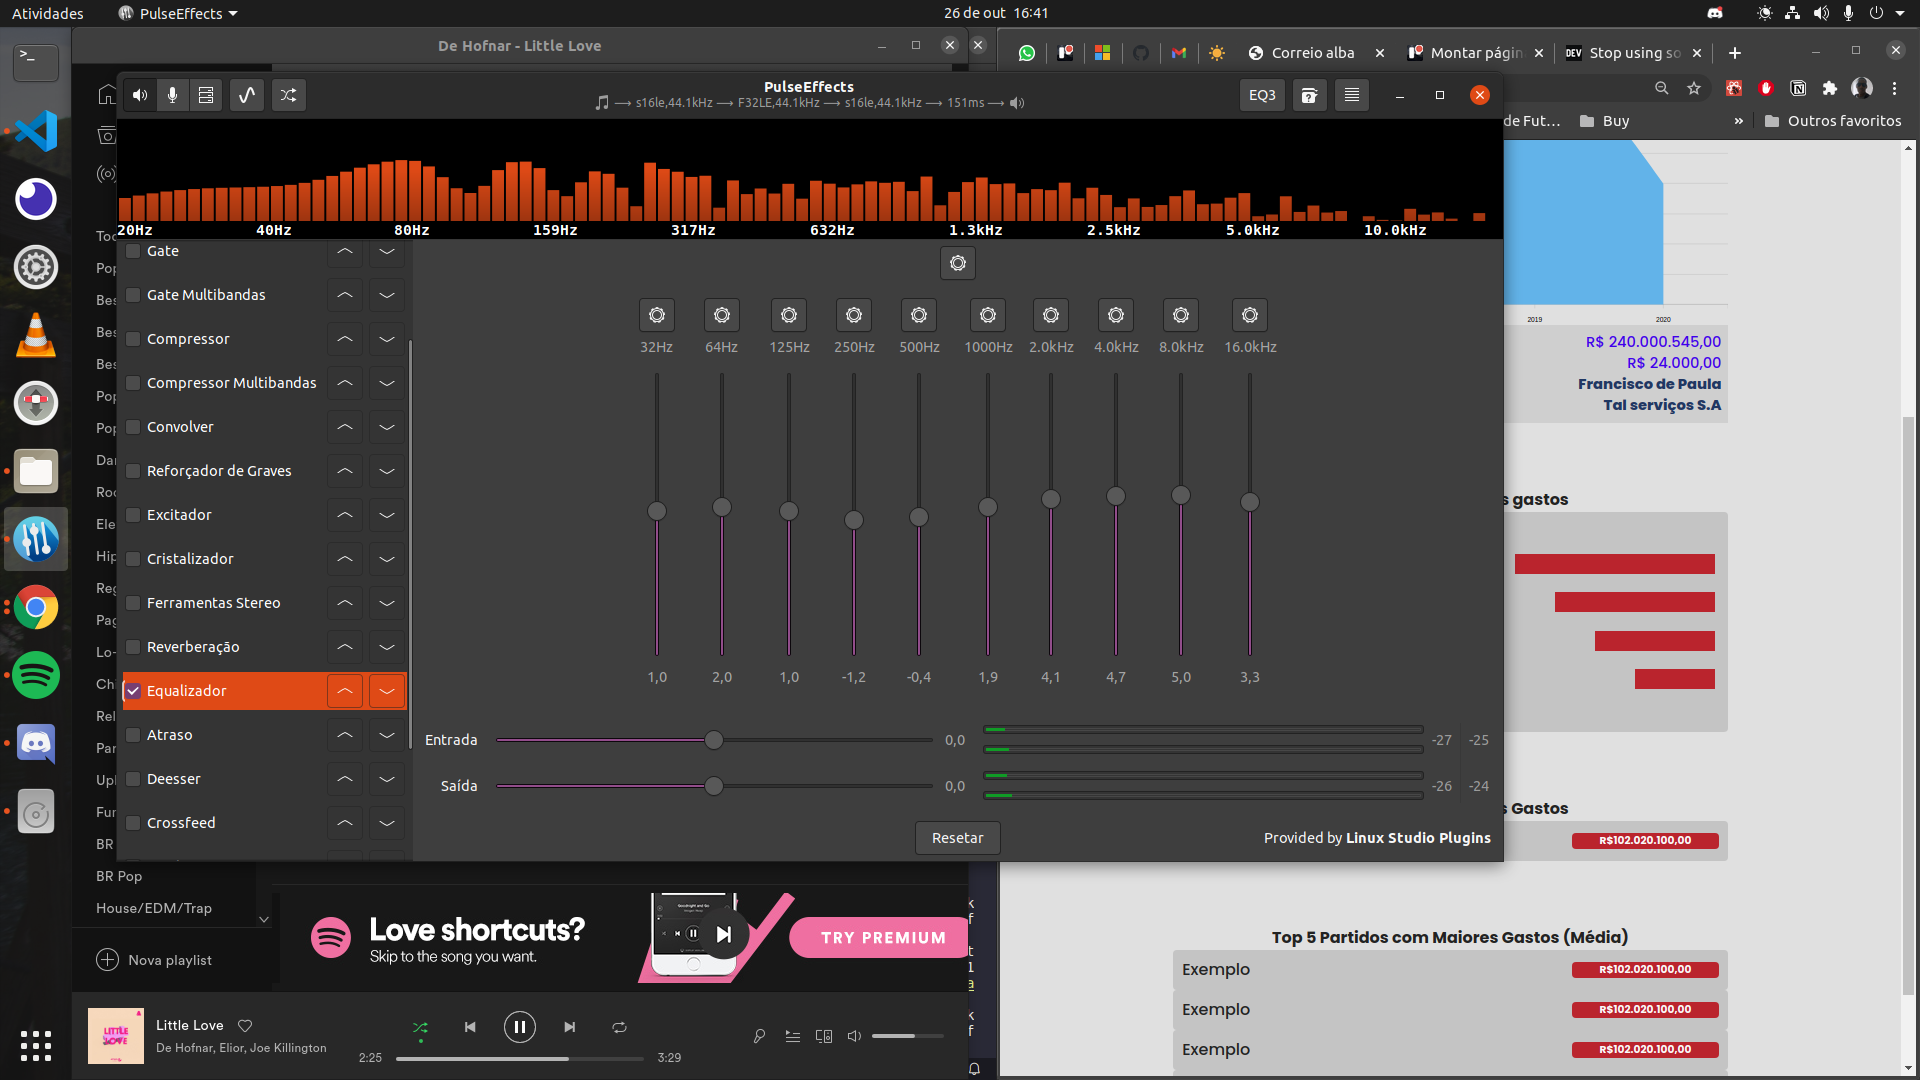 Atividades
PulseEffects
26 de out 16:41
De Hofnar - Little Love
Correio alba
Montar págin
Stop using so
PulseEffects
s16le,44.1kHz → F32LE,44.1kHz → s16le,44.1kHz → 151ms →
EQ3
de Fut…
Buy
»
Outros favoritos
20Hz 40Hz 80Hz 159Hz 317Hz 632Hz 1.3kHz 2.5kHz 5.0kHz 10.0kHz
Gate
Gate Multibandas
Compressor
Compressor Multibandas
Convolver
Reforçador de Graves
Excitador
Cristalizador
Ferramentas Stereo
Reverberação
Equalizador
Atraso
Deesser
Crossfeed
32Hz 64Hz 125Hz 250Hz 500Hz 1000Hz 2.0kHz 4.0kHz 8.0kHz 16.0kHz
1,0 2,0 1,0 -1,2 -0,4 1,9 4,1 4,7 5,0 3,3
Entrada 0,0 -27 -25
Saída 0,0 -26 -24
Resetar
Provided by Linux Studio Plugins
Pop
Bes
Bes
Bes
Pop
Pop
Dan
Roc
Ele
Hip
Reg
Pag
Lo-
Chi
Rel
Par
Upl
Fun
BR
BR Pop
House/EDM/Trap
Nova playlist
Love shortcuts?
Skip to the song you want.
TRY PREMIUM
Little Love
De Hofnar, Elior, Joe Killington
2:25
3:29
2019 2020
R$ 240.000.545,00
R$ 24.000,00
Francisco de Paula
Tal serviços S.A
s gastos
s Gastos
R$102.020.100,00
Top 5 Partidos com Maiores Gastos (Média)
Exemplo R$102.020.100,00
Exemplo R$102.020.100,00
Exemplo R$102.020.100,00